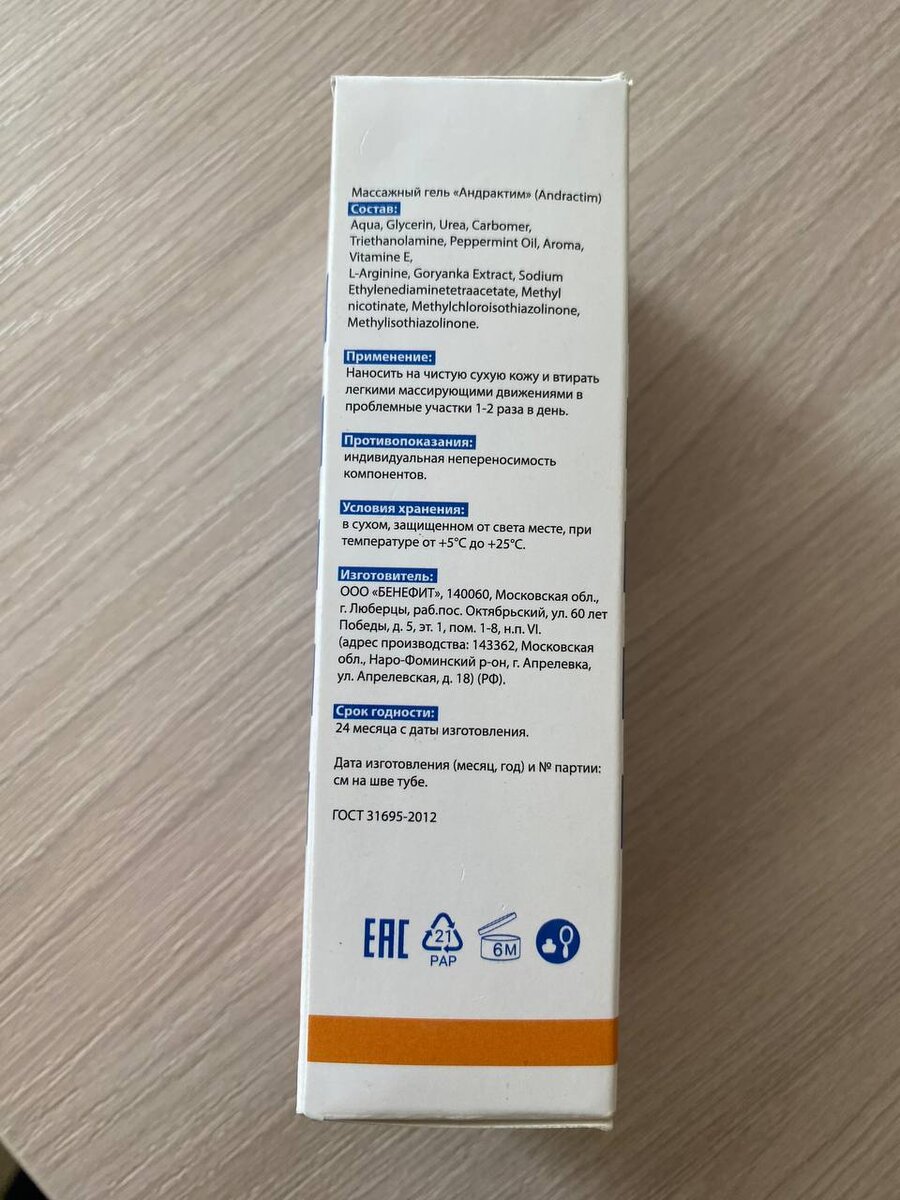 Массажный гель «Андрактим» (Andractim)
Состав:
Aqua, Glycerin, Urea, Carbomer,
Triethanolamine, Peppermint Oil, Aroma,
Vitamine E,
L-Arginine, Goryanka Extract, Sodium
Ethylenediaminetetraacetate, Methyl
nicotinate, Methylchloroisothiazolinone,
Methylisothiazolinone.
Применение:
Наносить на чистую сухую кожу и втирать
легкими массирующими движениями в
проблемные участки 1-2 раза в день.
Противопоказания:
индивидуальная непереносимость
компонентов.
Условия хранения:
в сухом, защищенном от света месте, при
температуре от +5°C до +25°C.
Изготовитель:
ООО «БЕНЕФИТ», 140060, Московская обл.,
г. Люберцы, раб.пос. Октябрьский, ул. 60 лет
Победы, д. 5, эт. 1, пом. 1-8, н.п. VI.
(адрес производства: 143362, Московская
обл., Наро-Фоминский р-он, г. Апрелевка,
ул. Апрелевская, д. 18) (РФ).
Срок годности:
24 месяца с даты изготовления.
Дата изготовления (месяц, год) и № партии:
см на шве тубе.
ГОСТ 31695-2012
EAC 21 6M
PAP